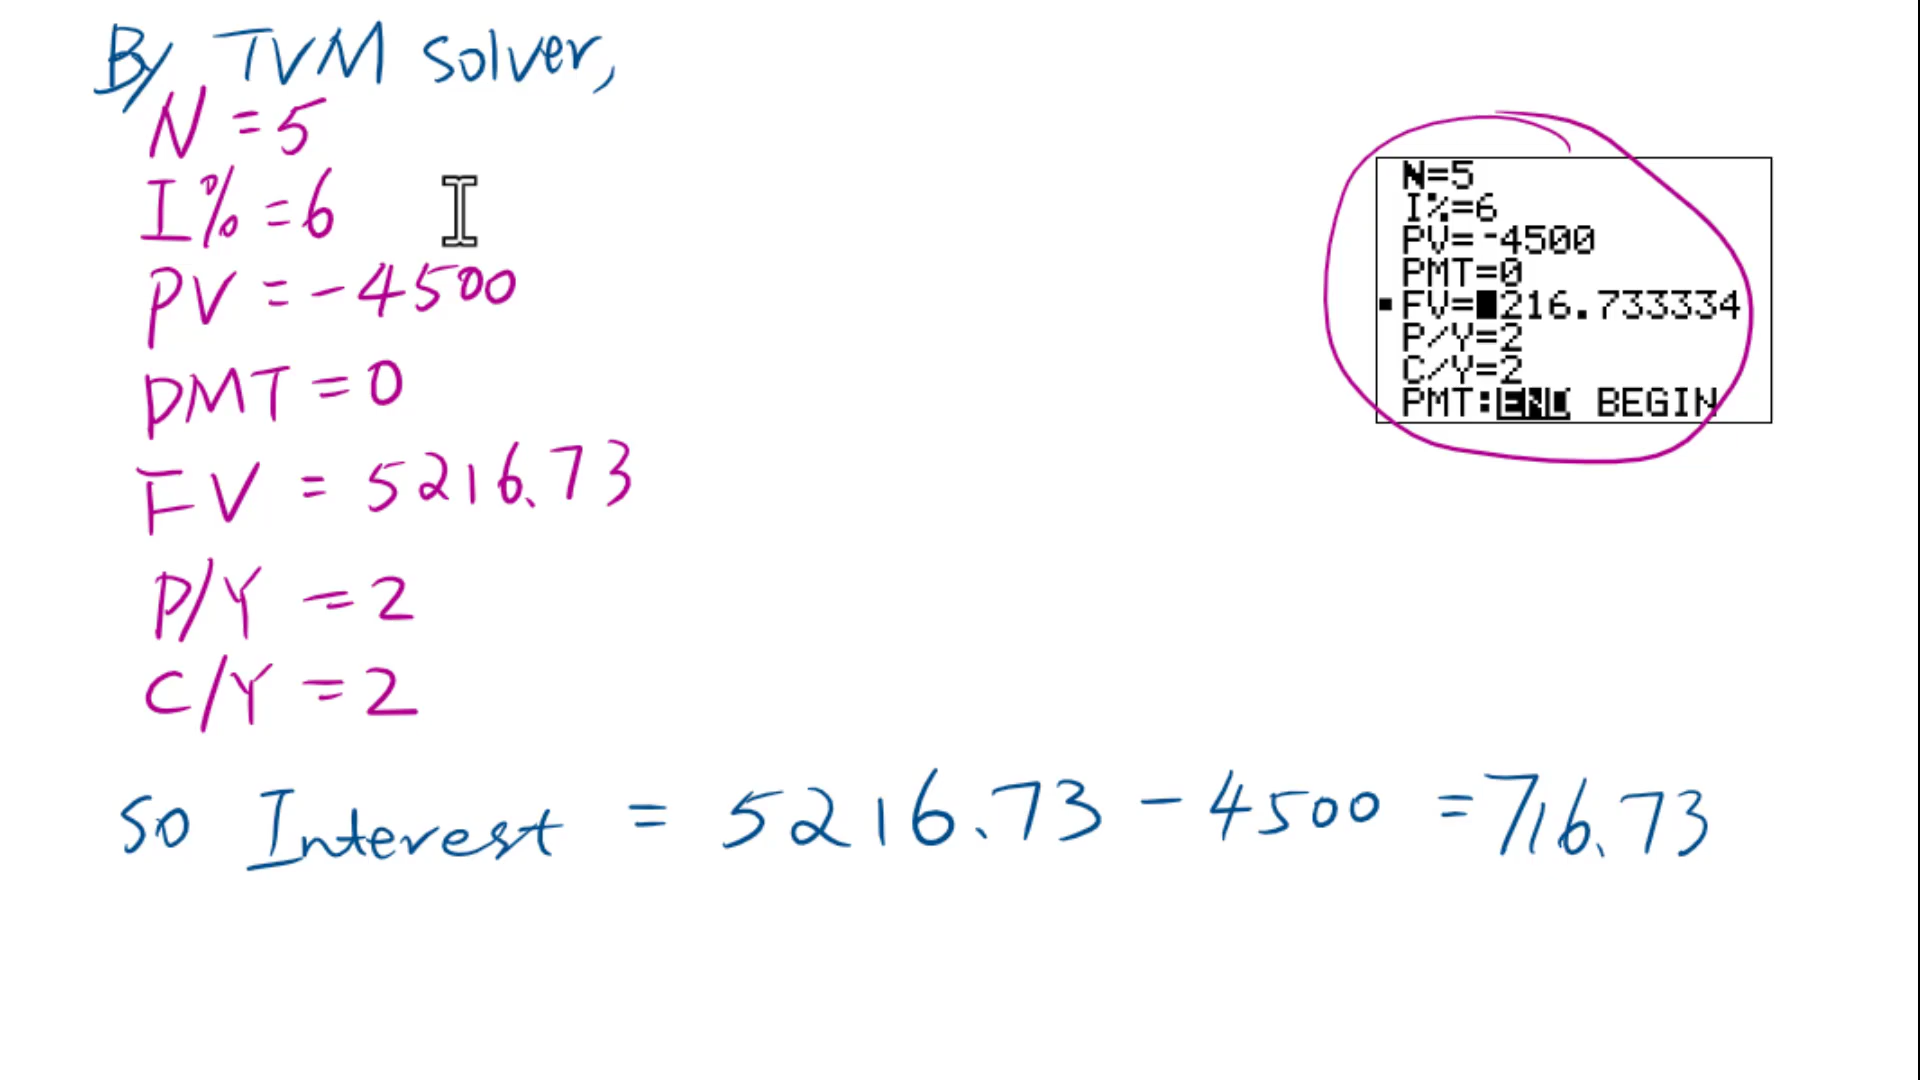 By TVM solver,
N = 5
I% = 6
PV = -4500
PMT = 0
FV = 5216.73
P/Y = 2
C/Y = 2
so Interest = 5216.73 - 4500 = 716.73
N=5
I%=6
PV=-4500
PMT=0
▪FV=█216.733334
P/Y=2
C/Y=2
PMT:END BEGIN